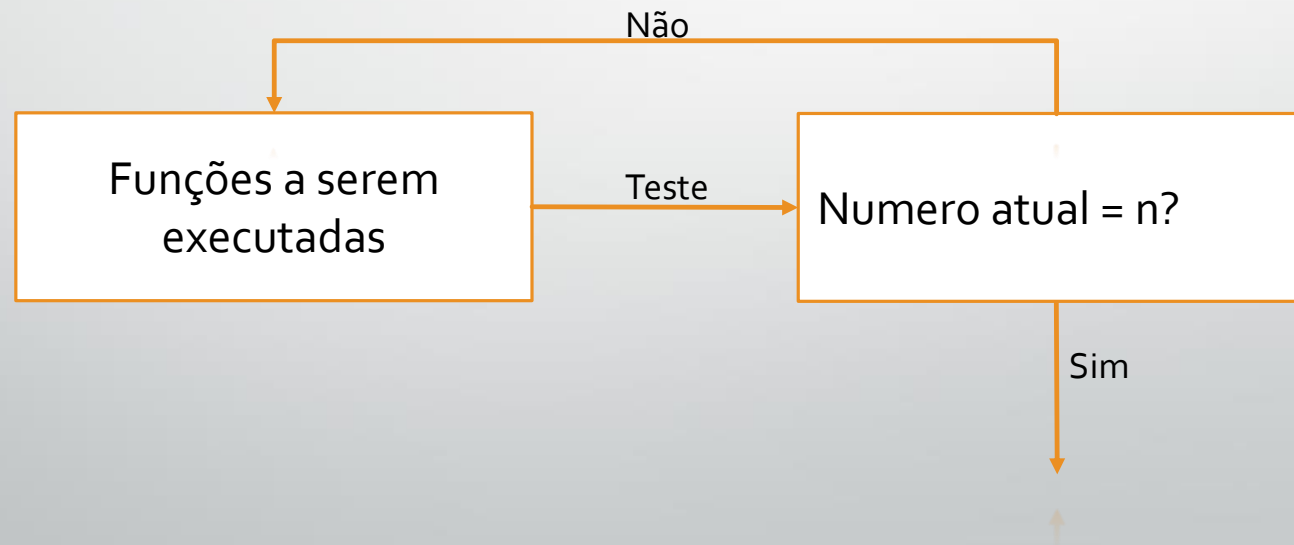 Não
Funções a serem
executadas
Teste
Numero atual = n?
Sim